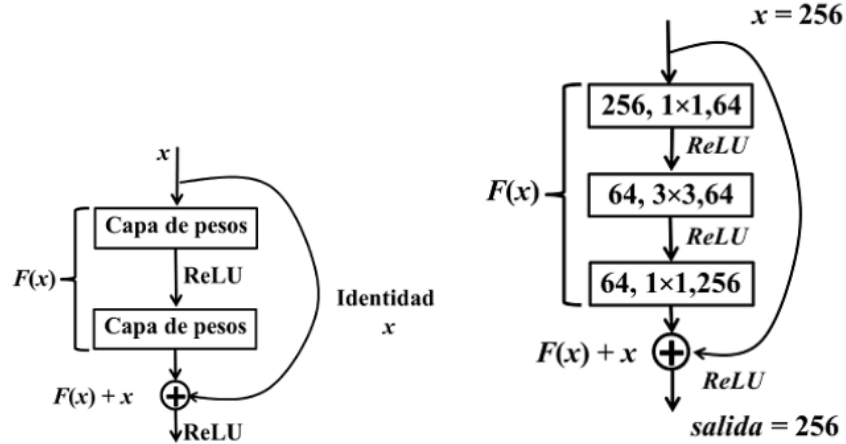 x
Capa de pesos
ReLU
F(x)
Capa de pesos
Identidad
x
F(x) + x
ReLU
x = 256
256, 1×1,64
ReLU
F(x)
64, 3×3,64
ReLU
64, 1×1,256
F(x) + x
ReLU
salida = 256